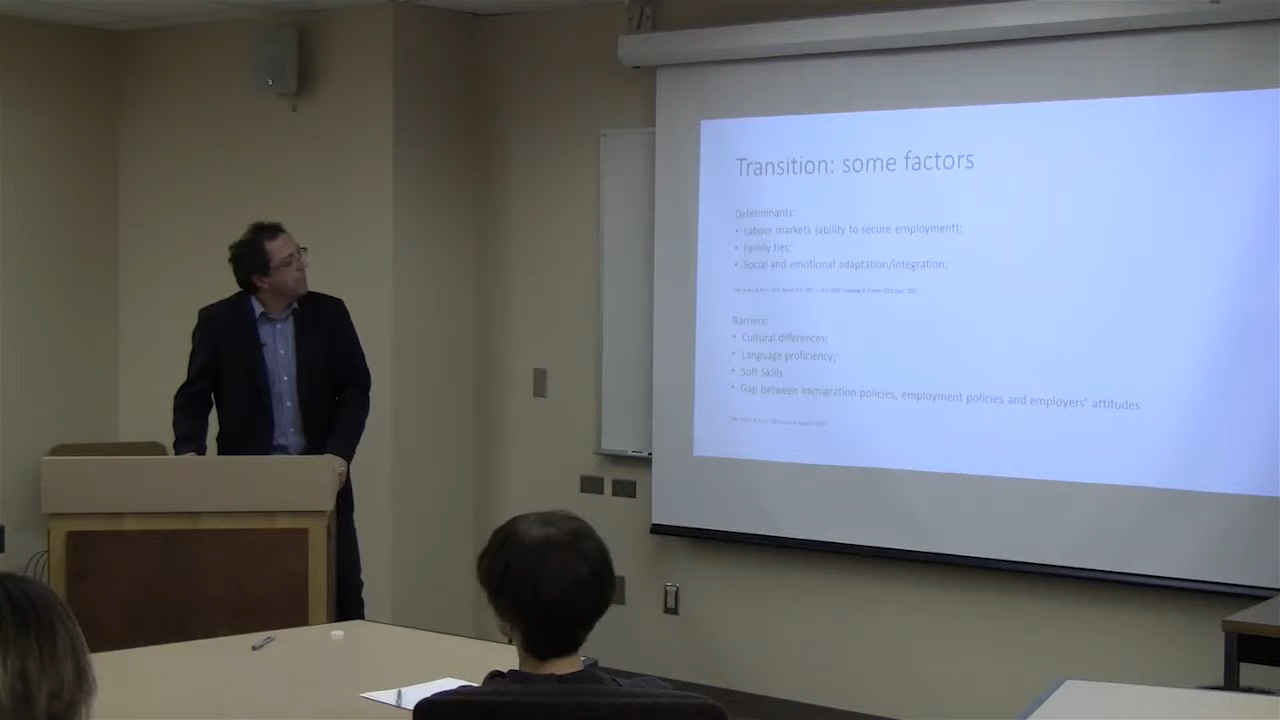 Transition: some factors
Determinants:
• Labour markets (ability to secure employment);
• Family ties;
• Social and emotional adaptation/integration;
Barriers:
• Cultural differences;
• Language proficiency;
• Soft Skills
• Gap between immigration policies, employment policies and employers' attitudes